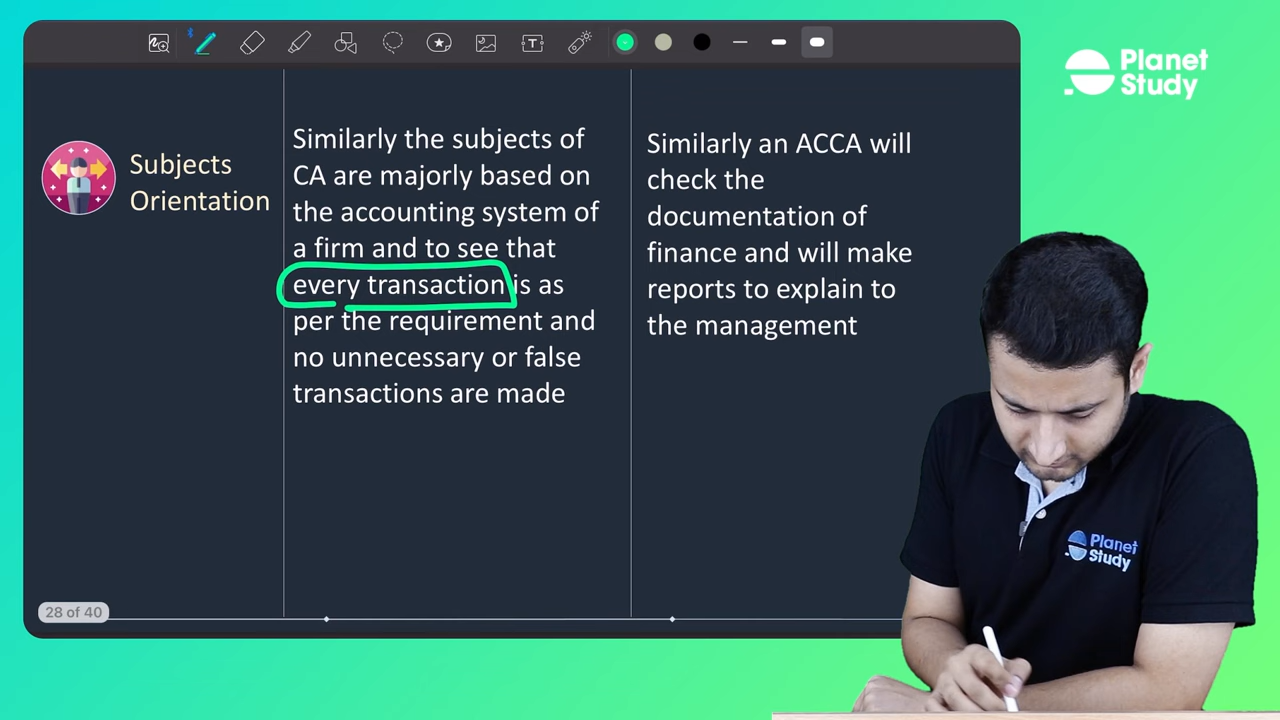 Planet
Study
Subjects
Orientation
Similarly the subjects of
CA are majorly based on
the accounting system of
a firm and to see that
every transaction is as
per the requirement and
no unnecessary or false
transactions are made
Similarly an ACCA will
check the
documentation of
finance and will make
reports to explain to
the management
Planet
Study
28 of 40